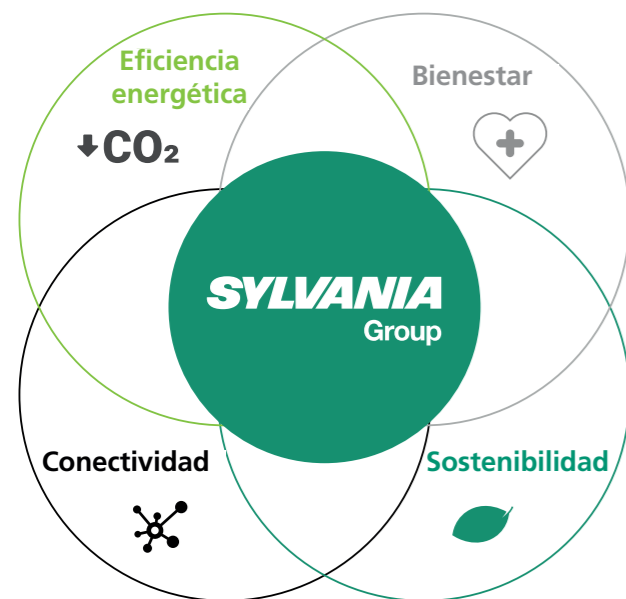 Eficiencia
energética
CO₂
Bienestar
SYLVANIA
Group
Conectividad
Sostenibilidad